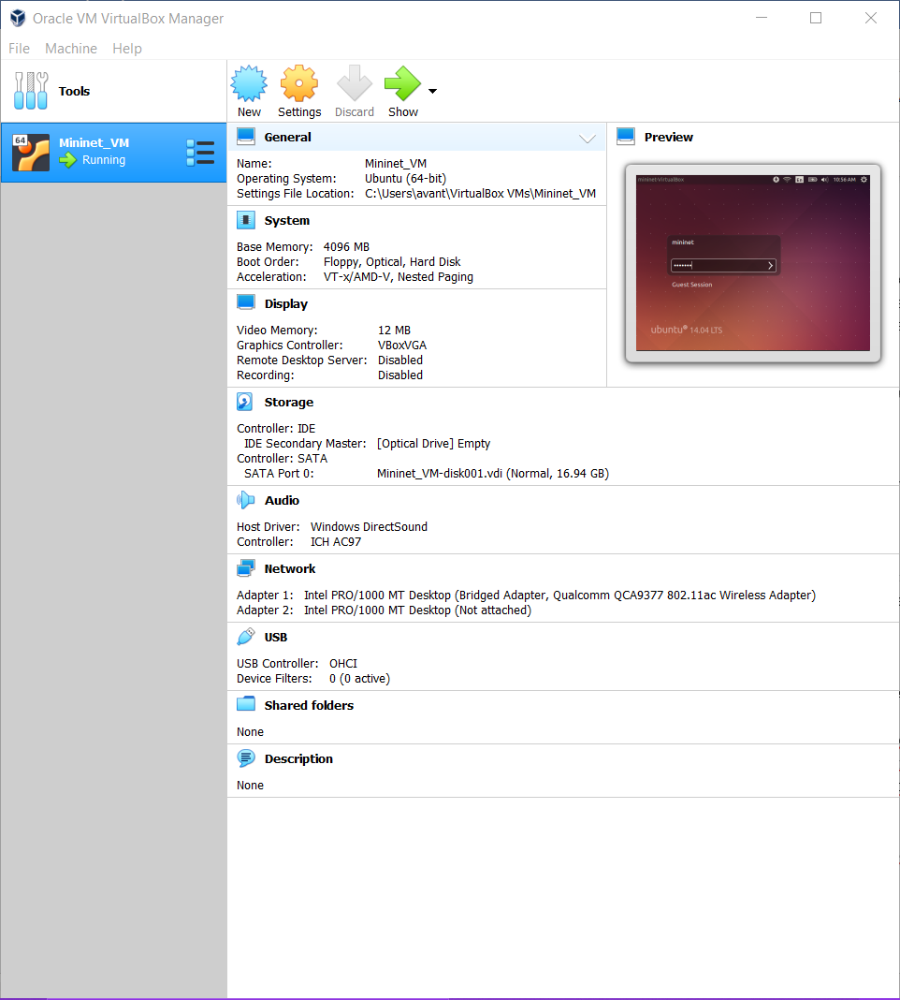 Oracle VM VirtualBox Manager
File Machine Help
Tools
New Settings Discard Show
64 Mininet_VM
Running
General
Name: Mininet_VM
Operating System: Ubuntu (64-bit)
Settings File Location: C:\Users\avant\VirtualBox VMs\Mininet_VM
System
Base Memory: 4096 MB
Boot Order: Floppy, Optical, Hard Disk
Acceleration: VT-x/AMD-V, Nested Paging
Display
Video Memory: 12 MB
Graphics Controller: VBoxVGA
Remote Desktop Server: Disabled
Recording: Disabled
Preview
mininet-VirtualBox En 10:56 AM
mininet
Guest Session
ubuntu® 14.04 LTS
Storage
Controller: IDE
IDE Secondary Master: [Optical Drive] Empty
Controller: SATA
SATA Port 0: Mininet_VM-disk001.vdi (Normal, 16.94 GB)
Audio
Host Driver: Windows DirectSound
Controller: ICH AC97
Network
Adapter 1: Intel PRO/1000 MT Desktop (Bridged Adapter, Qualcomm QCA9377 802.11ac Wireless Adapter)
Adapter 2: Intel PRO/1000 MT Desktop (Not attached)
USB
USB Controller: OHCI
Device Filters: 0 (0 active)
Shared folders
None
Description
None